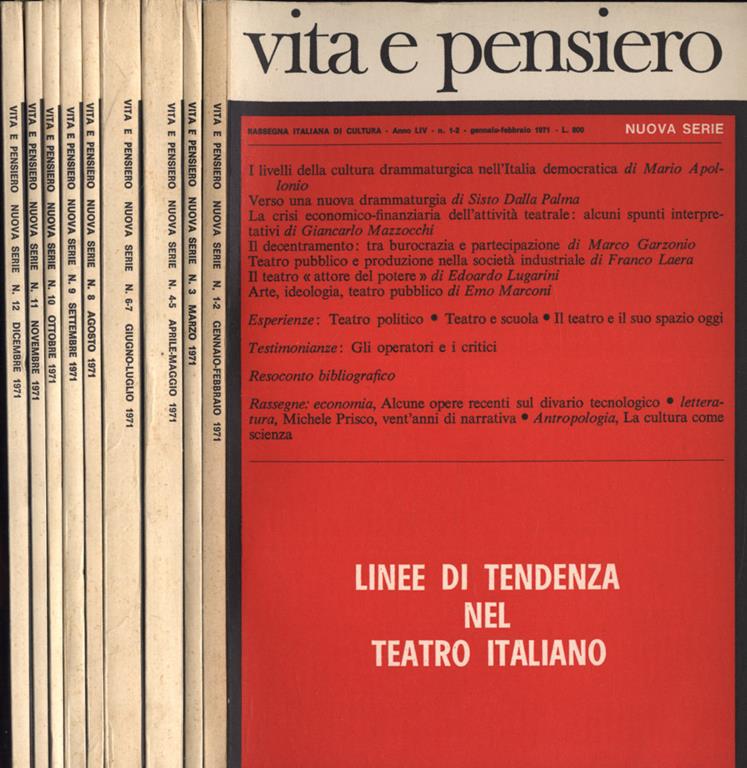 vita e pensiero
RASSEGNA ITALIANA DI CULTURA - Anno LIV - n. 1-2 - gennaio-febbraio 1971 - L. 800 NUOVA SERIE
I livelli della cultura drammaturgica nell'Italia democratica di Mario Apol-
lonio
Verso una nuova drammaturgia di Sisto Dalla Palma
La crisi economico-finanziaria dell'attività teatrale: alcuni spunti interpre-
tativi di Giancarlo Mazzocchi
Il decentramento: tra burocrazia e partecipazione di Marco Garzonio
Teatro pubblico e produzione nella società industriale di Franco Laera
Il teatro « attore del potere » di Edoardo Lugarini
Arte, ideologia, teatro pubblico di Emo Marconi
Esperienze: Teatro politico • Teatro e scuola • Il teatro e il suo spazio oggi
Testimonianze: Gli operatori e i critici
Resoconto bibliografico
Rassegne: economia, Alcune opere recenti sul divario tecnologico • lettera-
tura, Michele Prisco, vent'anni di narrativa • Antropologia, La cultura come
scienza
LINEE DI TENDENZA
NEL
TEATRO ITALIANO
VITA E PENSIERO NUOVA SERIE N. 12 DICEMBRE 1971
VITA E PENSIERO NUOVA SERIE N. 11 NOVEMBRE 1971
VITA E PENSIERO NUOVA SERIE N. 10 OTTOBRE 1971
VITA E PENSIERO NUOVA SERIE N. 9 SETTEMBRE 1971
VITA E PENSIERO NUOVA SERIE N. 8 AGOSTO 1971
VITA E PENSIERO NUOVA SERIE N. 6-7 GIUGNO-LUGLIO 1971
VITA E PENSIERO NUOVA SERIE N. 4-5 APRILE-MAGGIO 1971
VITA E PENSIERO NUOVA SERIE N. 3 MARZO 1971
VITA E PENSIERO NUOVA SERIE N. 1-2 GENNAIO-FEBBRAIO 1971